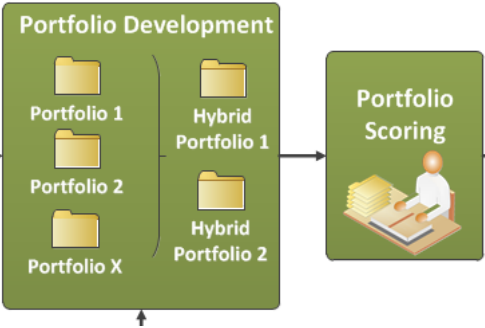 Portfolio Development
Portfolio 1
Portfolio 2
Portfolio X
Hybrid
Portfolio 1
Hybrid
Portfolio 2
Portfolio
Scoring